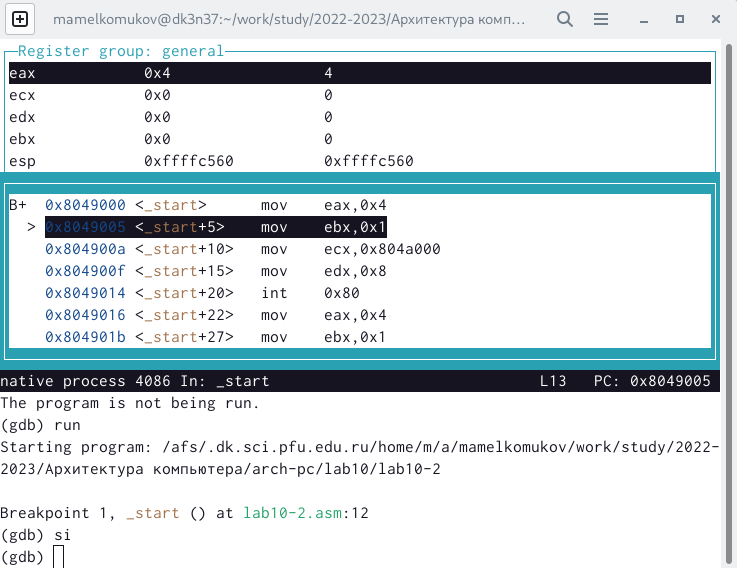 mamelkomukov@dk3n37:~/work/study/2022-2023/Архитектура комп…
Register group: general
eax 0x4 4
ecx 0x0 0
edx 0x0 0
ebx 0x0 0
esp 0xffffc560 0xffffc560
B+ 0x8049000 <_start> mov eax,0x4
> 0x8049005 <_start+5> mov ebx,0x1
0x804900a <_start+10> mov ecx,0x804a000
0x804900f <_start+15> mov edx,0x8
0x8049014 <_start+20> int 0x80
0x8049016 <_start+22> mov eax,0x4
0x804901b <_start+27> mov ebx,0x1
native process 4086 In: _start L13 PC: 0x8049005
The program is not being run.
(gdb) run
Starting program: /afs/.dk.sci.pfu.edu.ru/home/m/a/mamelkomukov/work/study/2022-
2023/Архитектура компьютера/arch-pc/lab10/lab10-2
Breakpoint 1, _start () at lab10-2.asm:12
(gdb) si
(gdb)